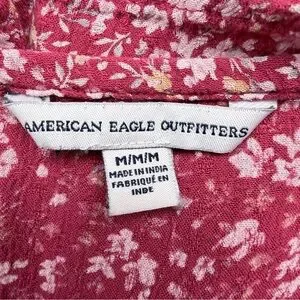 AMERICAN EAGLE OUTFITTERS
M/M/M
MADE IN INDIA
FABRIQUÉ EN
INDE